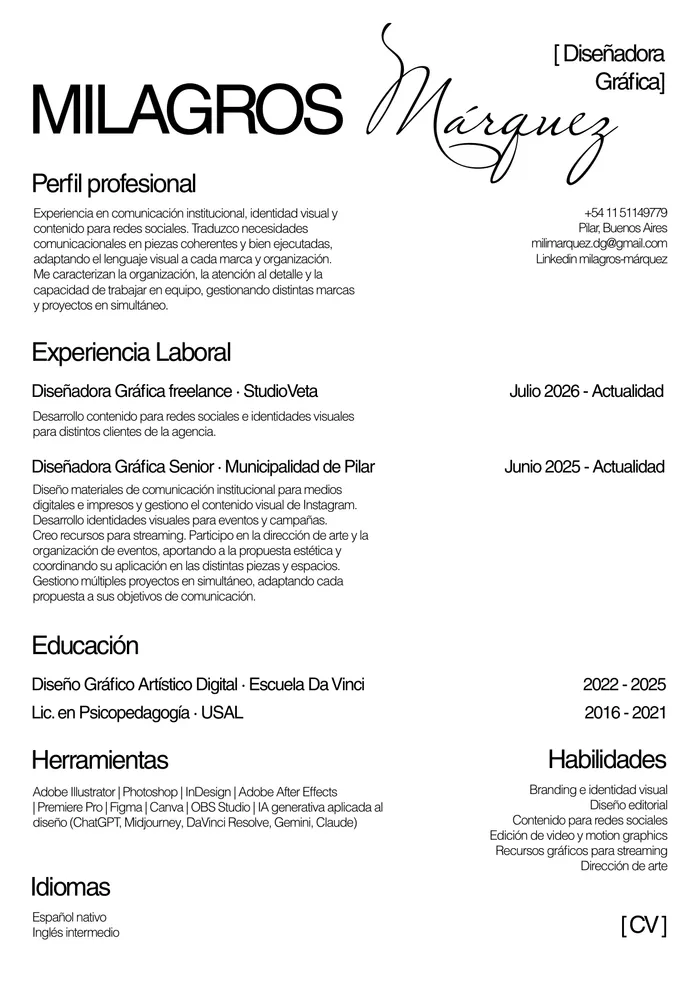 [ Diseñadora
Gráfica]
MILAGROS Márquez
Perfil profesional
Experiencia en comunicación institucional, identidad visual y
contenido para redes sociales. Traduzco necesidades
comunicacionales en piezas coherentes y bien ejecutadas,
adaptando el lenguaje visual a cada marca y organización.
Me caracterizan la organización, la atención al detalle y la
capacidad de trabajar en equipo, gestionando distintas marcas
y proyectos en simultáneo.
+54 11 51149779
Pilar, Buenos Aires
milimarquez.dg@gmail.com
Linkedin milagros-márquez
Experiencia Laboral
Diseñadora Gráfica freelance · StudioVeta
Julio 2026 - Actualidad
Desarrollo contenido para redes sociales e identidades visuales
para distintos clientes de la agencia.
Diseñadora Gráfica Senior · Municipalidad de Pilar
Junio 2025 - Actualidad
Diseño materiales de comunicación institucional para medios
digitales e impresos y gestiono el contenido visual de Instagram.
Desarrollo identidades visuales para eventos y campañas.
Creo recursos para streaming. Participo en la dirección de arte y la
organización de eventos, aportando a la propuesta estética y
coordinando su aplicación en las distintas piezas y espacios.
Gestiono múltiples proyectos en simultáneo, adaptando cada
propuesta a sus objetivos de comunicación.
Educación
Diseño Gráfico Artístico Digital · Escuela Da Vinci
2022 - 2025
Lic. en Psicopedagogía · USAL
2016 - 2021
Herramientas
Adobe Illustrator | Photoshop | InDesign | Adobe After Effects
| Premiere Pro | Figma | Canva | OBS Studio | IA generativa aplicada al
diseño (ChatGPT, Midjourney, DaVinci Resolve, Gemini, Claude)
Habilidades
Branding e identidad visual
Diseño editorial
Contenido para redes sociales
Edición de video y motion graphics
Recursos gráficos para streaming
Dirección de arte
Idiomas
Español nativo
Inglés intermedio
[ CV ]